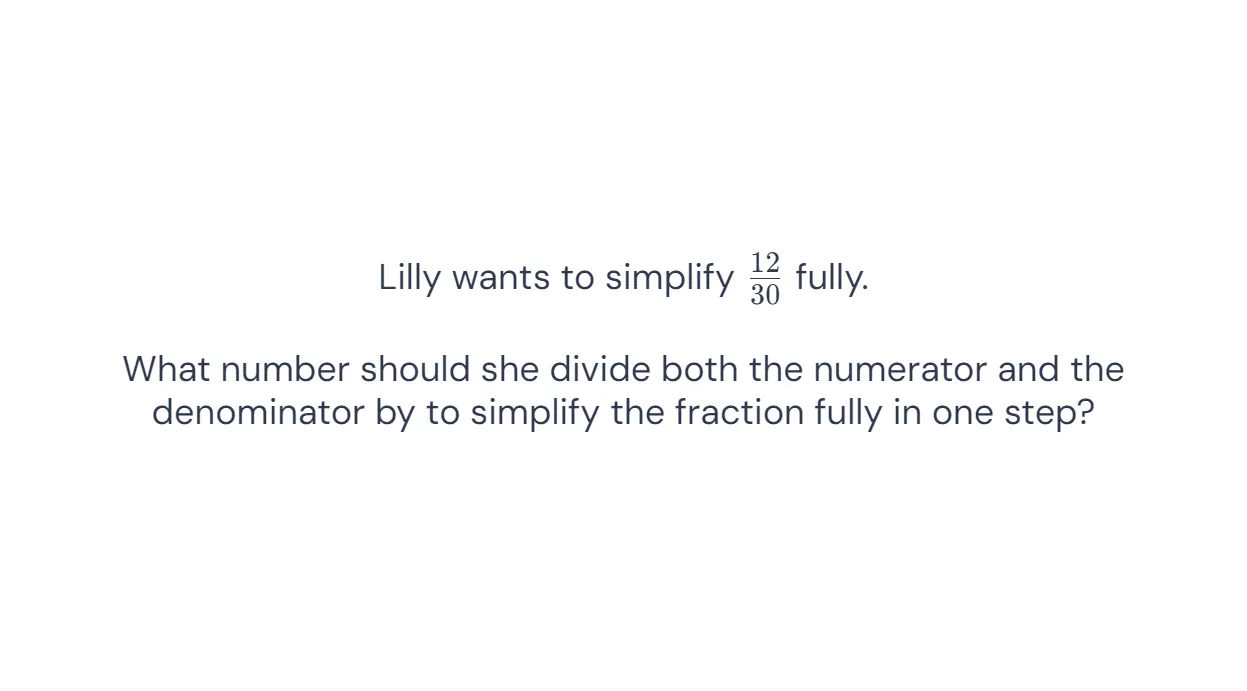 Lilly wants to simplify \frac{12}{30} fully.
What number should she divide both the numerator and the
denominator by to simplify the fraction fully in one step?